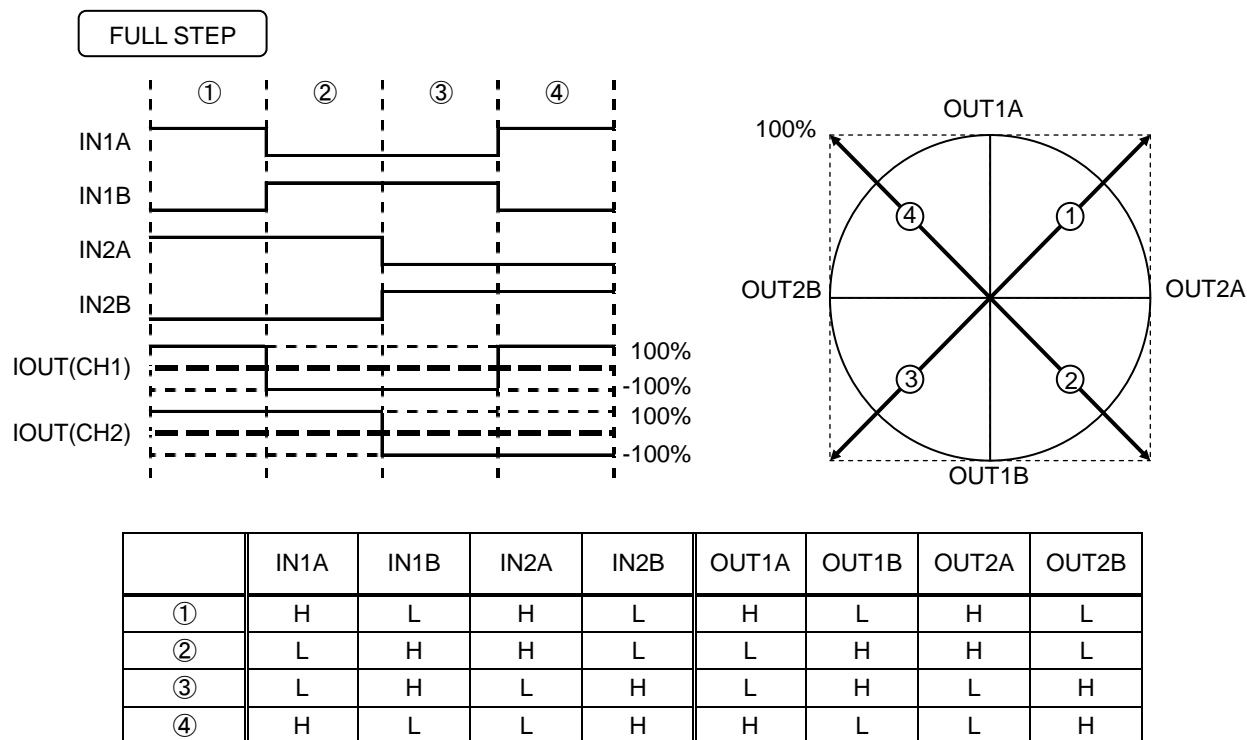 FULL STEP
① ② ③ ④
IN1A
IN1B
IN2A
IN2B
IOUT(CH1)
100%
-100%
IOUT(CH2)
100%
-100%
OUT1A
100%
④ ①
OUT2B OUT2A
③ ②
OUT1B
IN1A IN1B IN2A IN2B OUT1A OUT1B OUT2A OUT2B
① H L H L H L H L
② L H H L L H H L
③ L H L H L H L H
④ H L L H H L L H